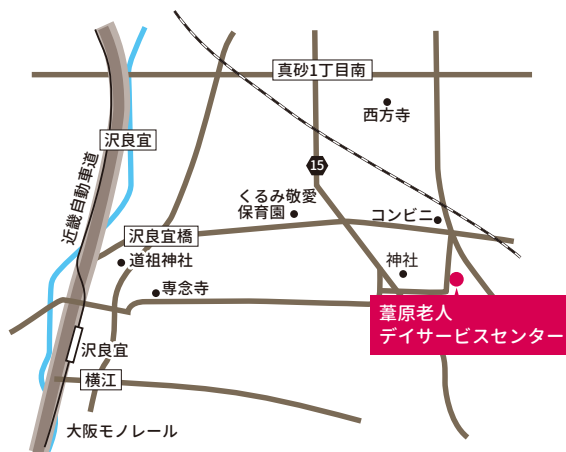 真砂1丁目南
西方寺
沢良宜
15
近畿自動車道
くるみ敬愛
保育園
コンビニ
沢良宜橋
道祖神社
神社
専念寺
葦原老人
デイサービスセンター
沢良宜
横江
大阪モノレール